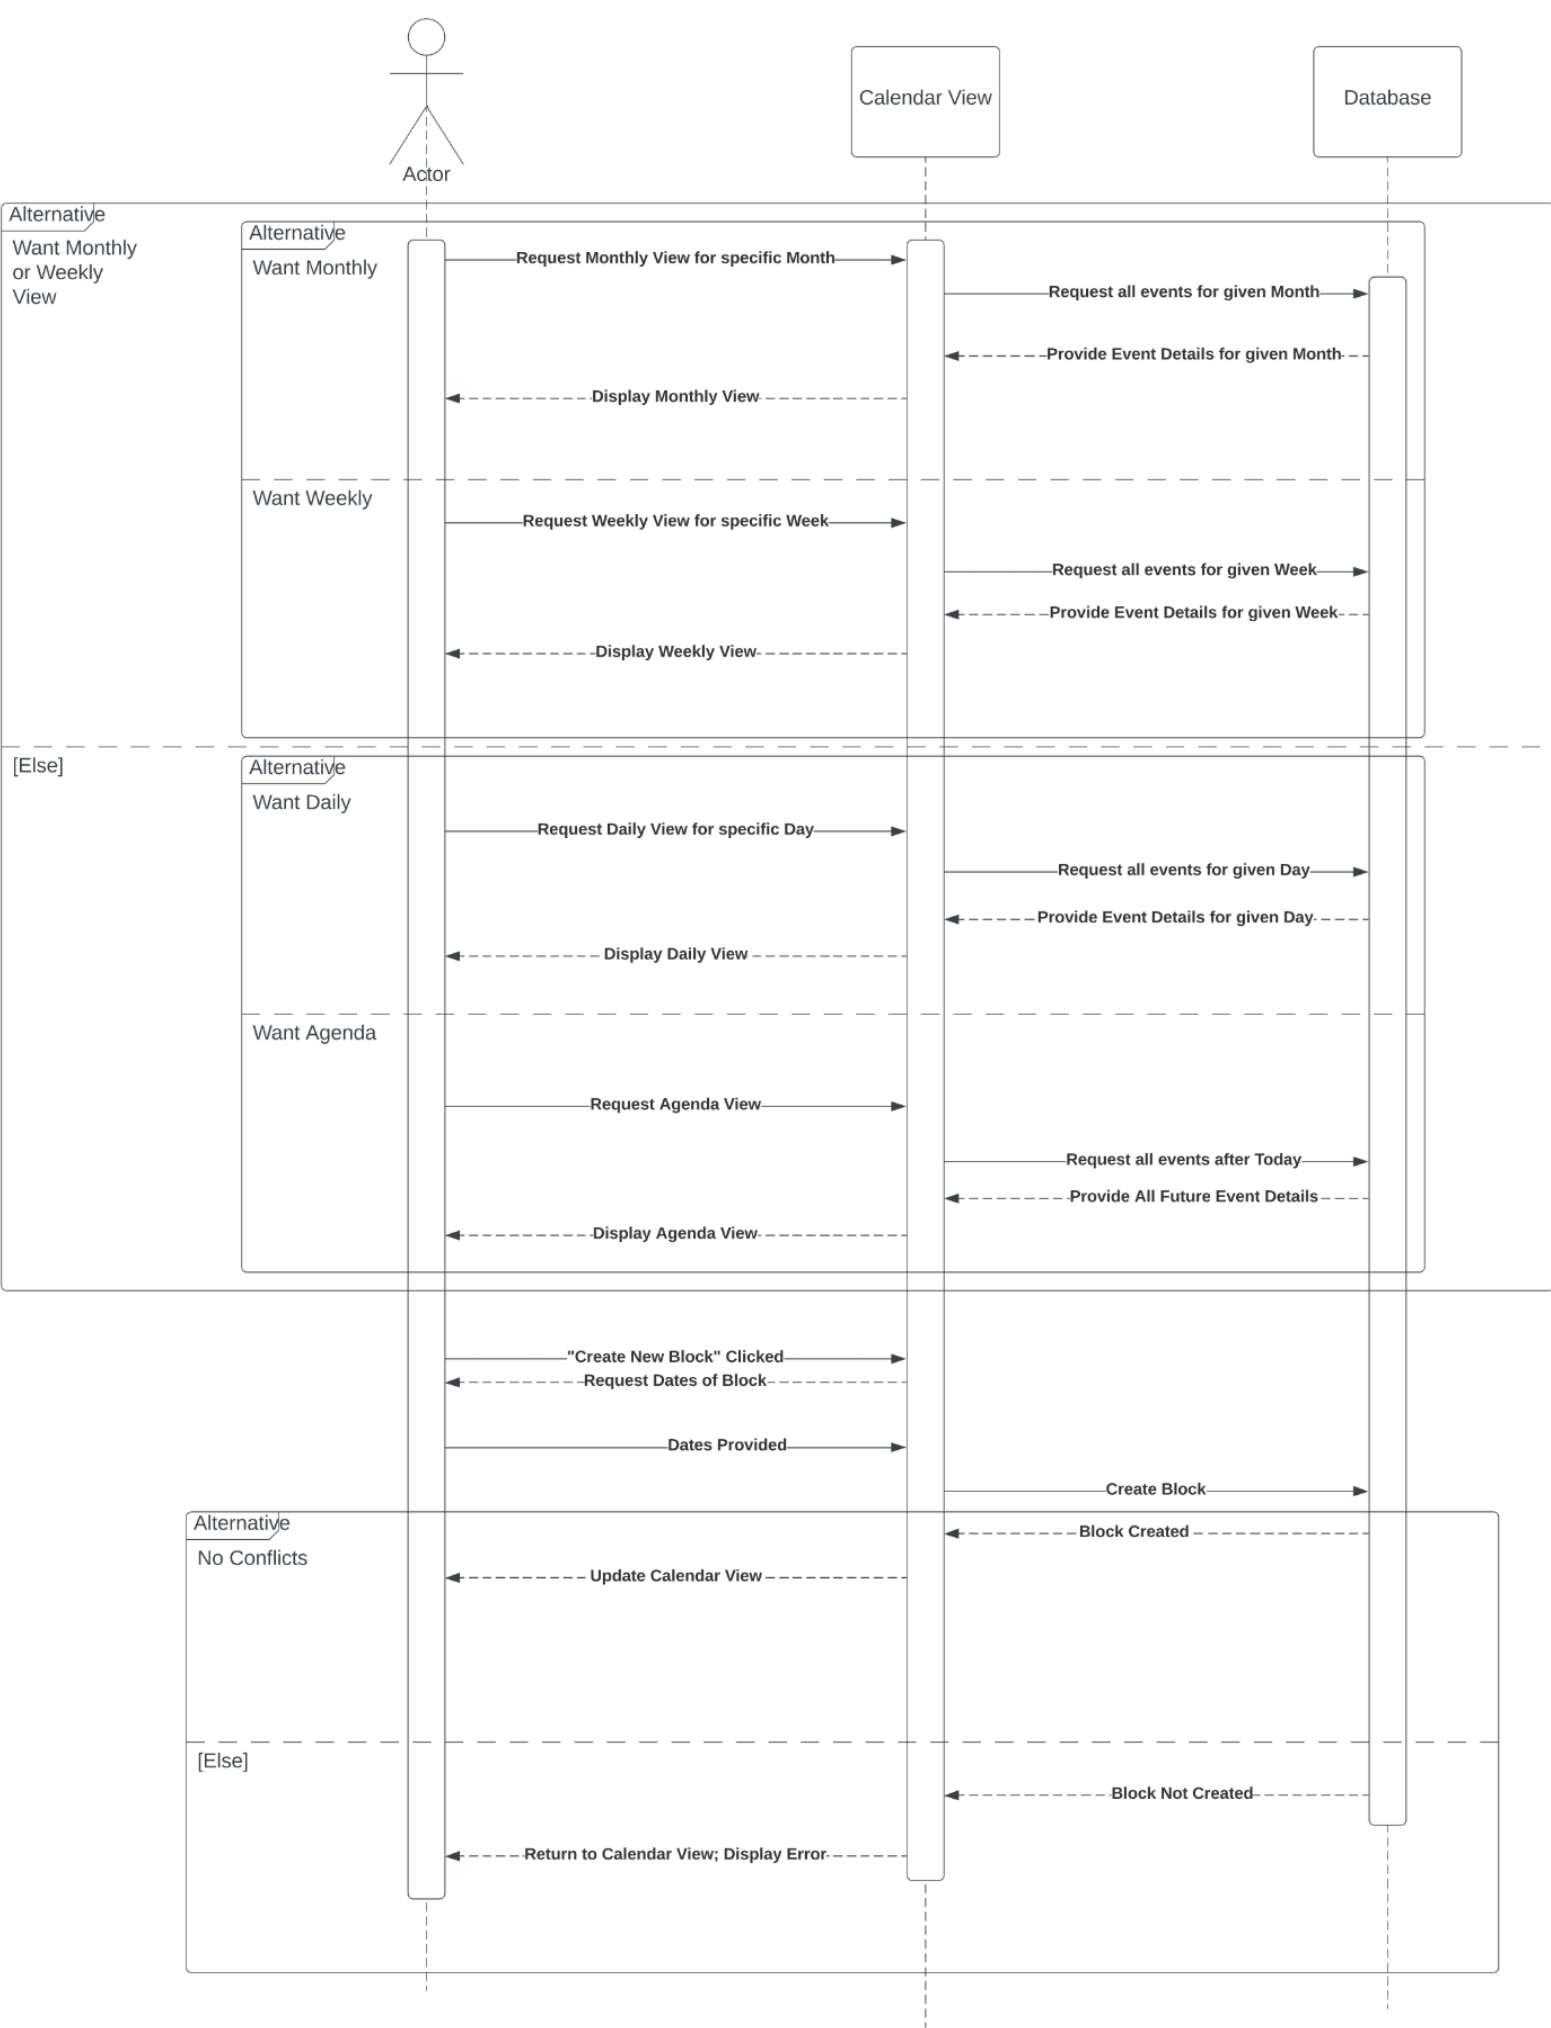 Calendar View
Database
Actor
Alternative
Want Monthly
or Weekly
View
Alternative
Want Monthly
Request Monthly View for specific Month
Request all events for given Month
Provide Event Details for given Month
Display Monthly View
Want Weekly
Request Weekly View for specific Week
Request all events for given Week
Provide Event Details for given Week
Display Weekly View
[Else]
Alternative
Want Daily
Request Daily View for specific Day
Request all events for given Day
Provide Event Details for given Day
Display Daily View
Want Agenda
Request Agenda View
Request all events after Today
Provide All Future Event Details
Display Agenda View
"Create New Block" Clicked
Request Dates of Block
Dates Provided
Create Block
Alternative
No Conflicts
Block Created
Update Calendar View
[Else]
Block Not Created
Return to Calendar View; Display Error